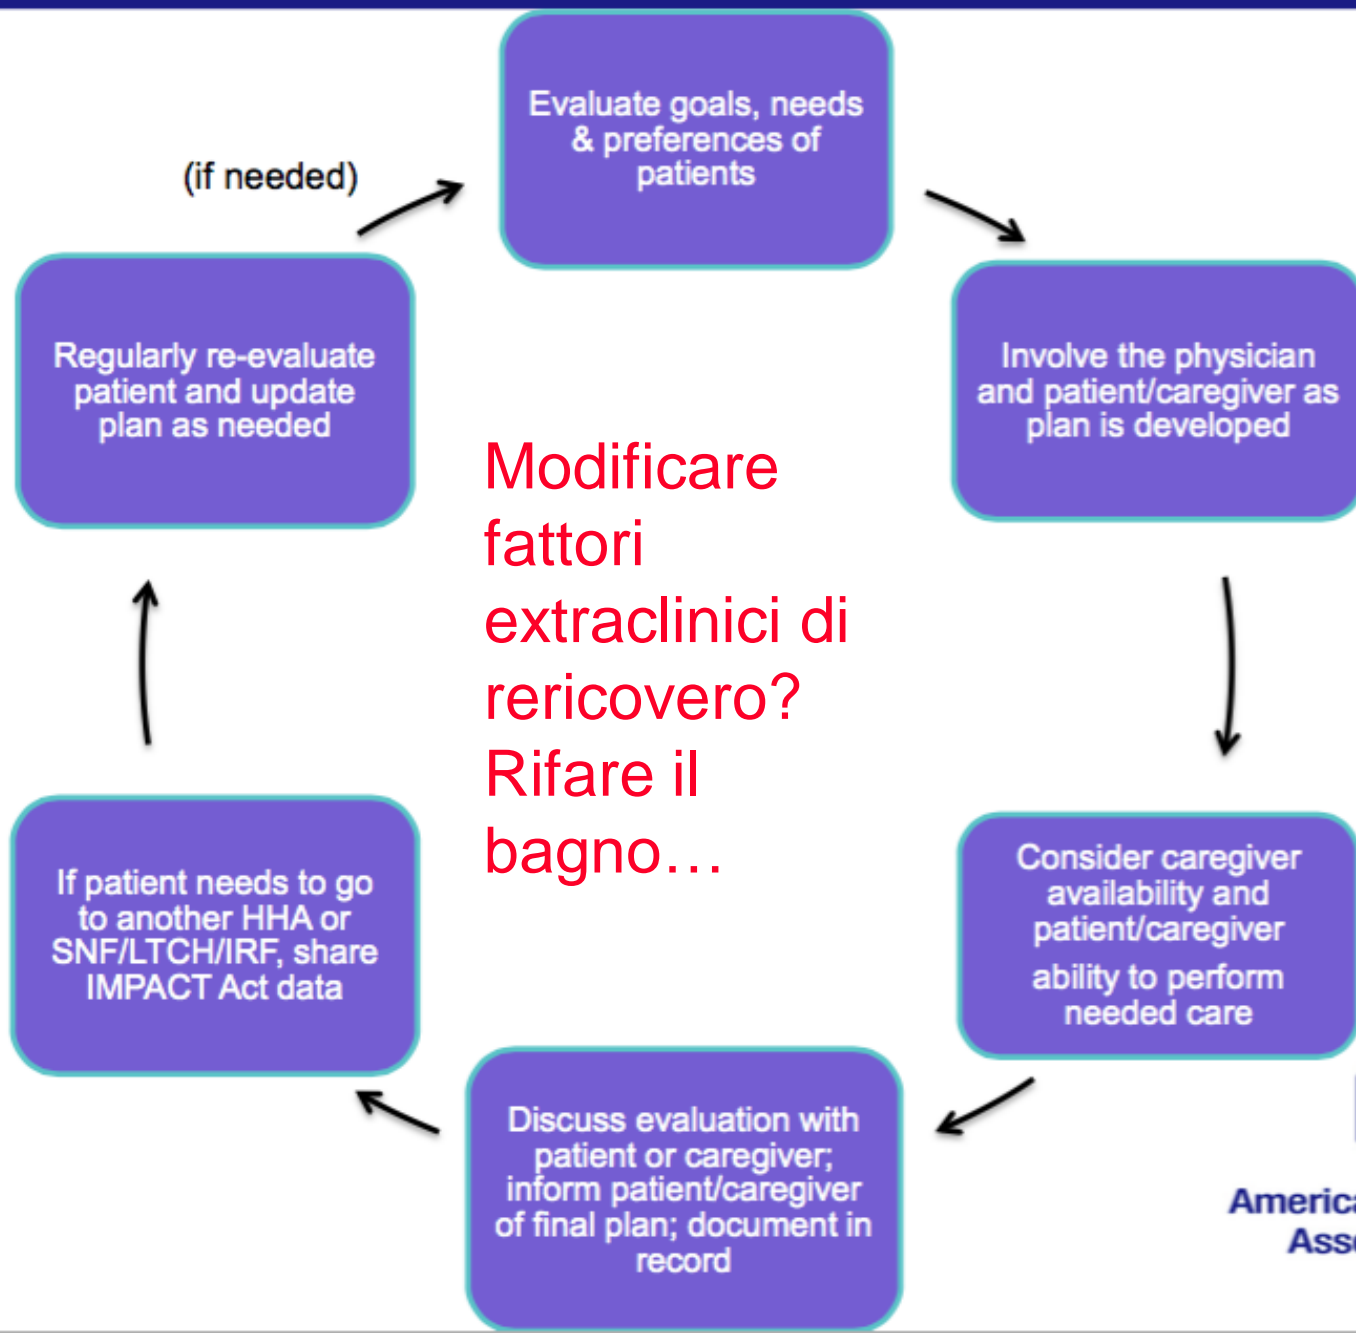 Evaluate goals, needs
& preferences of
patients
(if needed)
Involve the physician
and patient/caregiver as
plan is developed
Consider caregiver
availability and
patient/caregiver
ability to perform
needed care
Discuss evaluation with
patient or caregiver;
inform patient/caregiver
of final plan; document in
record
If patient needs to go
to another HHA or
SNF/LTCH/IRF, share
IMPACT Act data
Regularly re-evaluate
patient and update
plan as needed
Modificare
fattori
extraclinici di
rericovero?
Rifare il
bagno…